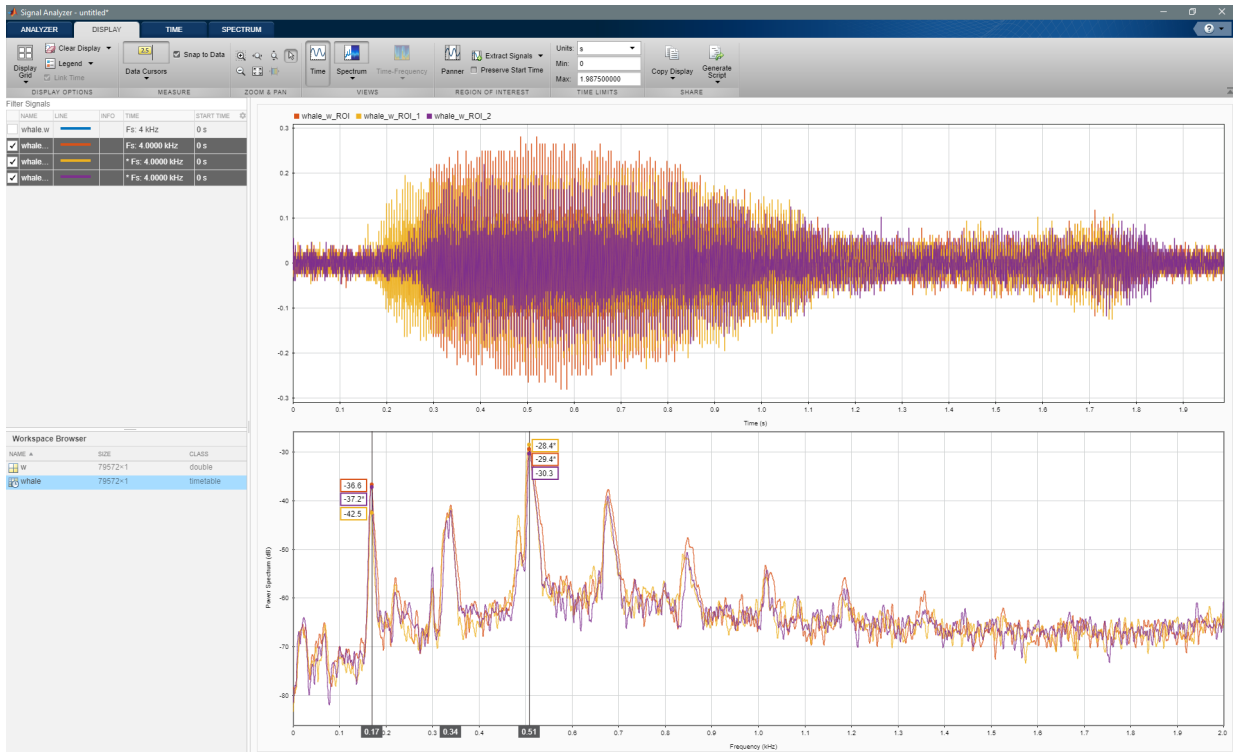 Signal Analyzer - untitled*
ANALYZER DISPLAY TIME SPECTRUM
Display Grid
Clear Display
Legend
Link Time
2.5
Data Cursors
Snap to Data
Time
Spectrum
Time-Frequency
Panner
Extract Signals
Preserve Start Time
Units: s
Min: 0
Max: 1.987500000
Copy Display
Generate Script
DISPLAY OPTIONS MEASURE ZOOM & PAN VIEWS REGION OF INTEREST TIME LIMITS SHARE
Filter Signals
NAME LINE INFO TIME START TIME
whale.w Fs: 4 kHz 0 s
whale... Fs: 4.0000 kHz 0 s
whale... * Fs: 4.0000 kHz 0 s
whale... * Fs: 4.0000 kHz 0 s
Workspace Browser
NAME SIZE CLASS
w 79572×1 double
whale 79572×1 timetable
whale_w_ROI whale_w_ROI_1 whale_w_ROI_2
0.3
0.2
0.1
0
-0.1
-0.2
-0.3
0 0.1 0.2 0.3 0.4 0.5 0.6 0.7 0.8 0.9 1.0 1.1 1.2 1.3 1.4 1.5 1.6 1.7 1.8 1.9
Time (s)
Power Spectrum (dB)
-30
-40
-50
-60
-70
-80
-36.6
-37.2*
-42.5
-28.4*
-29.4*
-30.3
0 0.1 0.17 0.2 0.3 0.34 0.4 0.51 0.6 0.7 0.8 0.9 1.0 1.1 1.2 1.3 1.4 1.5 1.6 1.7 1.8 1.9 2.0
Frequency (kHz)